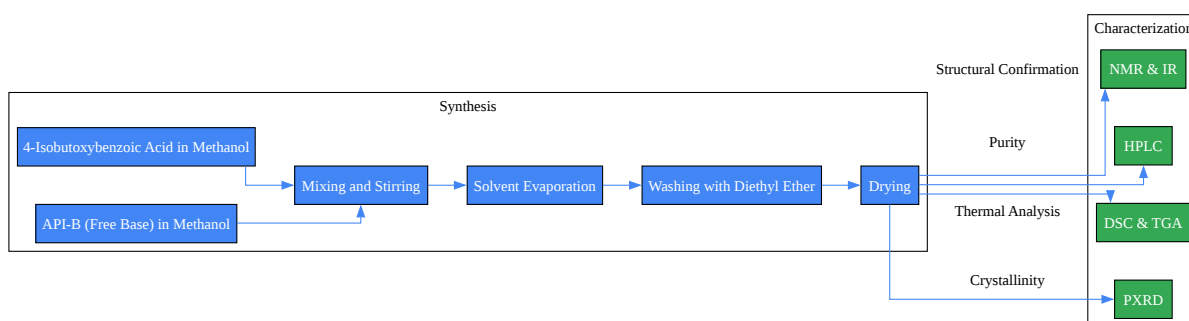 Characterization
Structural Confirmation
NMR & IR
Synthesis
4-Isobutoxybenzoic Acid in Methanol
Purity
HPLC
Mixing and Stirring
Solvent Evaporation
Washing with Diethyl Ether
Drying
API-B (Free Base) in Methanol
Thermal Analysis
DSC & TGA
Crystallinity
PXRD